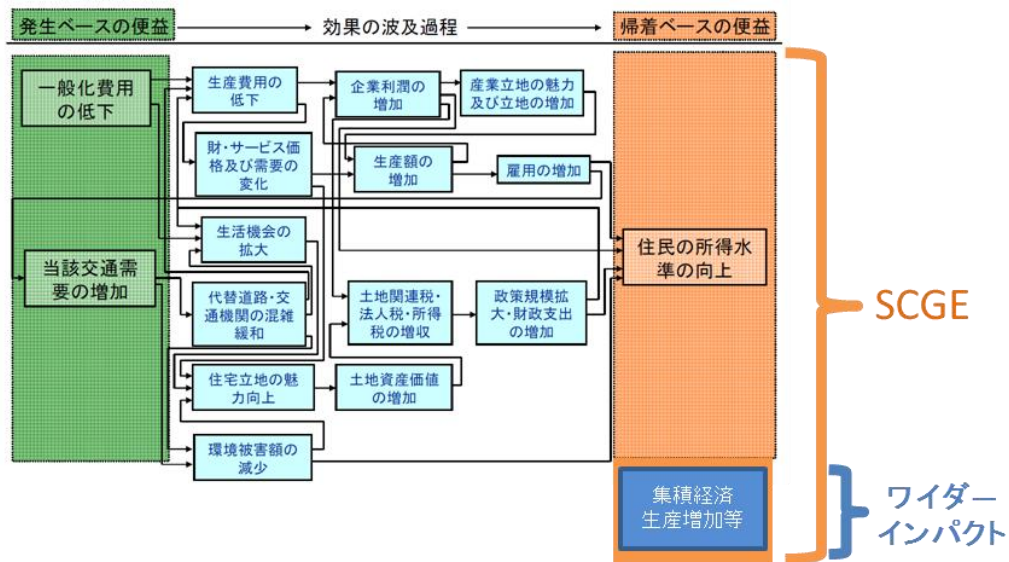 発生ベースの便益
効果の波及過程
帰着ベースの便益
一般化費用
の低下
生産費用の
低下
企業利潤の
増加
産業立地の魅力
及び立地の増加
財・サービス価
格及び需要の
変化
生産額の
増加
雇用の増加
生活機会の
拡大
当該交通需
要の増加
住民の所得水
準の向上
代替道路・交
通機関の混雑
緩和
土地関連税・
法人税・所得
税の増収
政策規模拡
大・財政支出
の増加
住宅立地の魅
力向上
土地資産価値
の増加
環境被害額の
減少
SCGE
集積経済
生産増加等
ワイダー
インパクト